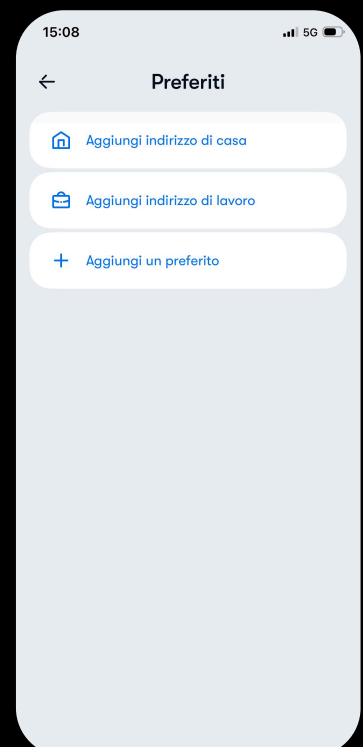 15:08
5G
Preferiti
Aggiungi indirizzo di casa
Aggiungi indirizzo di lavoro
Aggiungi un preferito